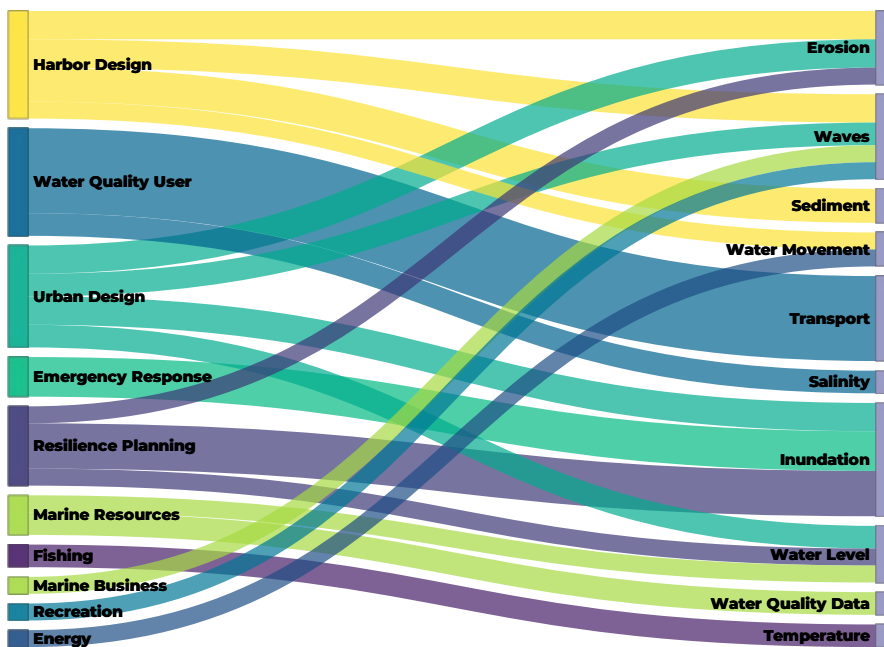 Harbor Design
Water Quality User
Urban Design
Emergency Response
Resilience Planning
Marine Resources
Fishing
Marine Business
Recreation
Energy
Erosion
Waves
Sediment
Water Movement
Transport
Salinity
Inundation
Water Level
Water Quality Data
Temperature